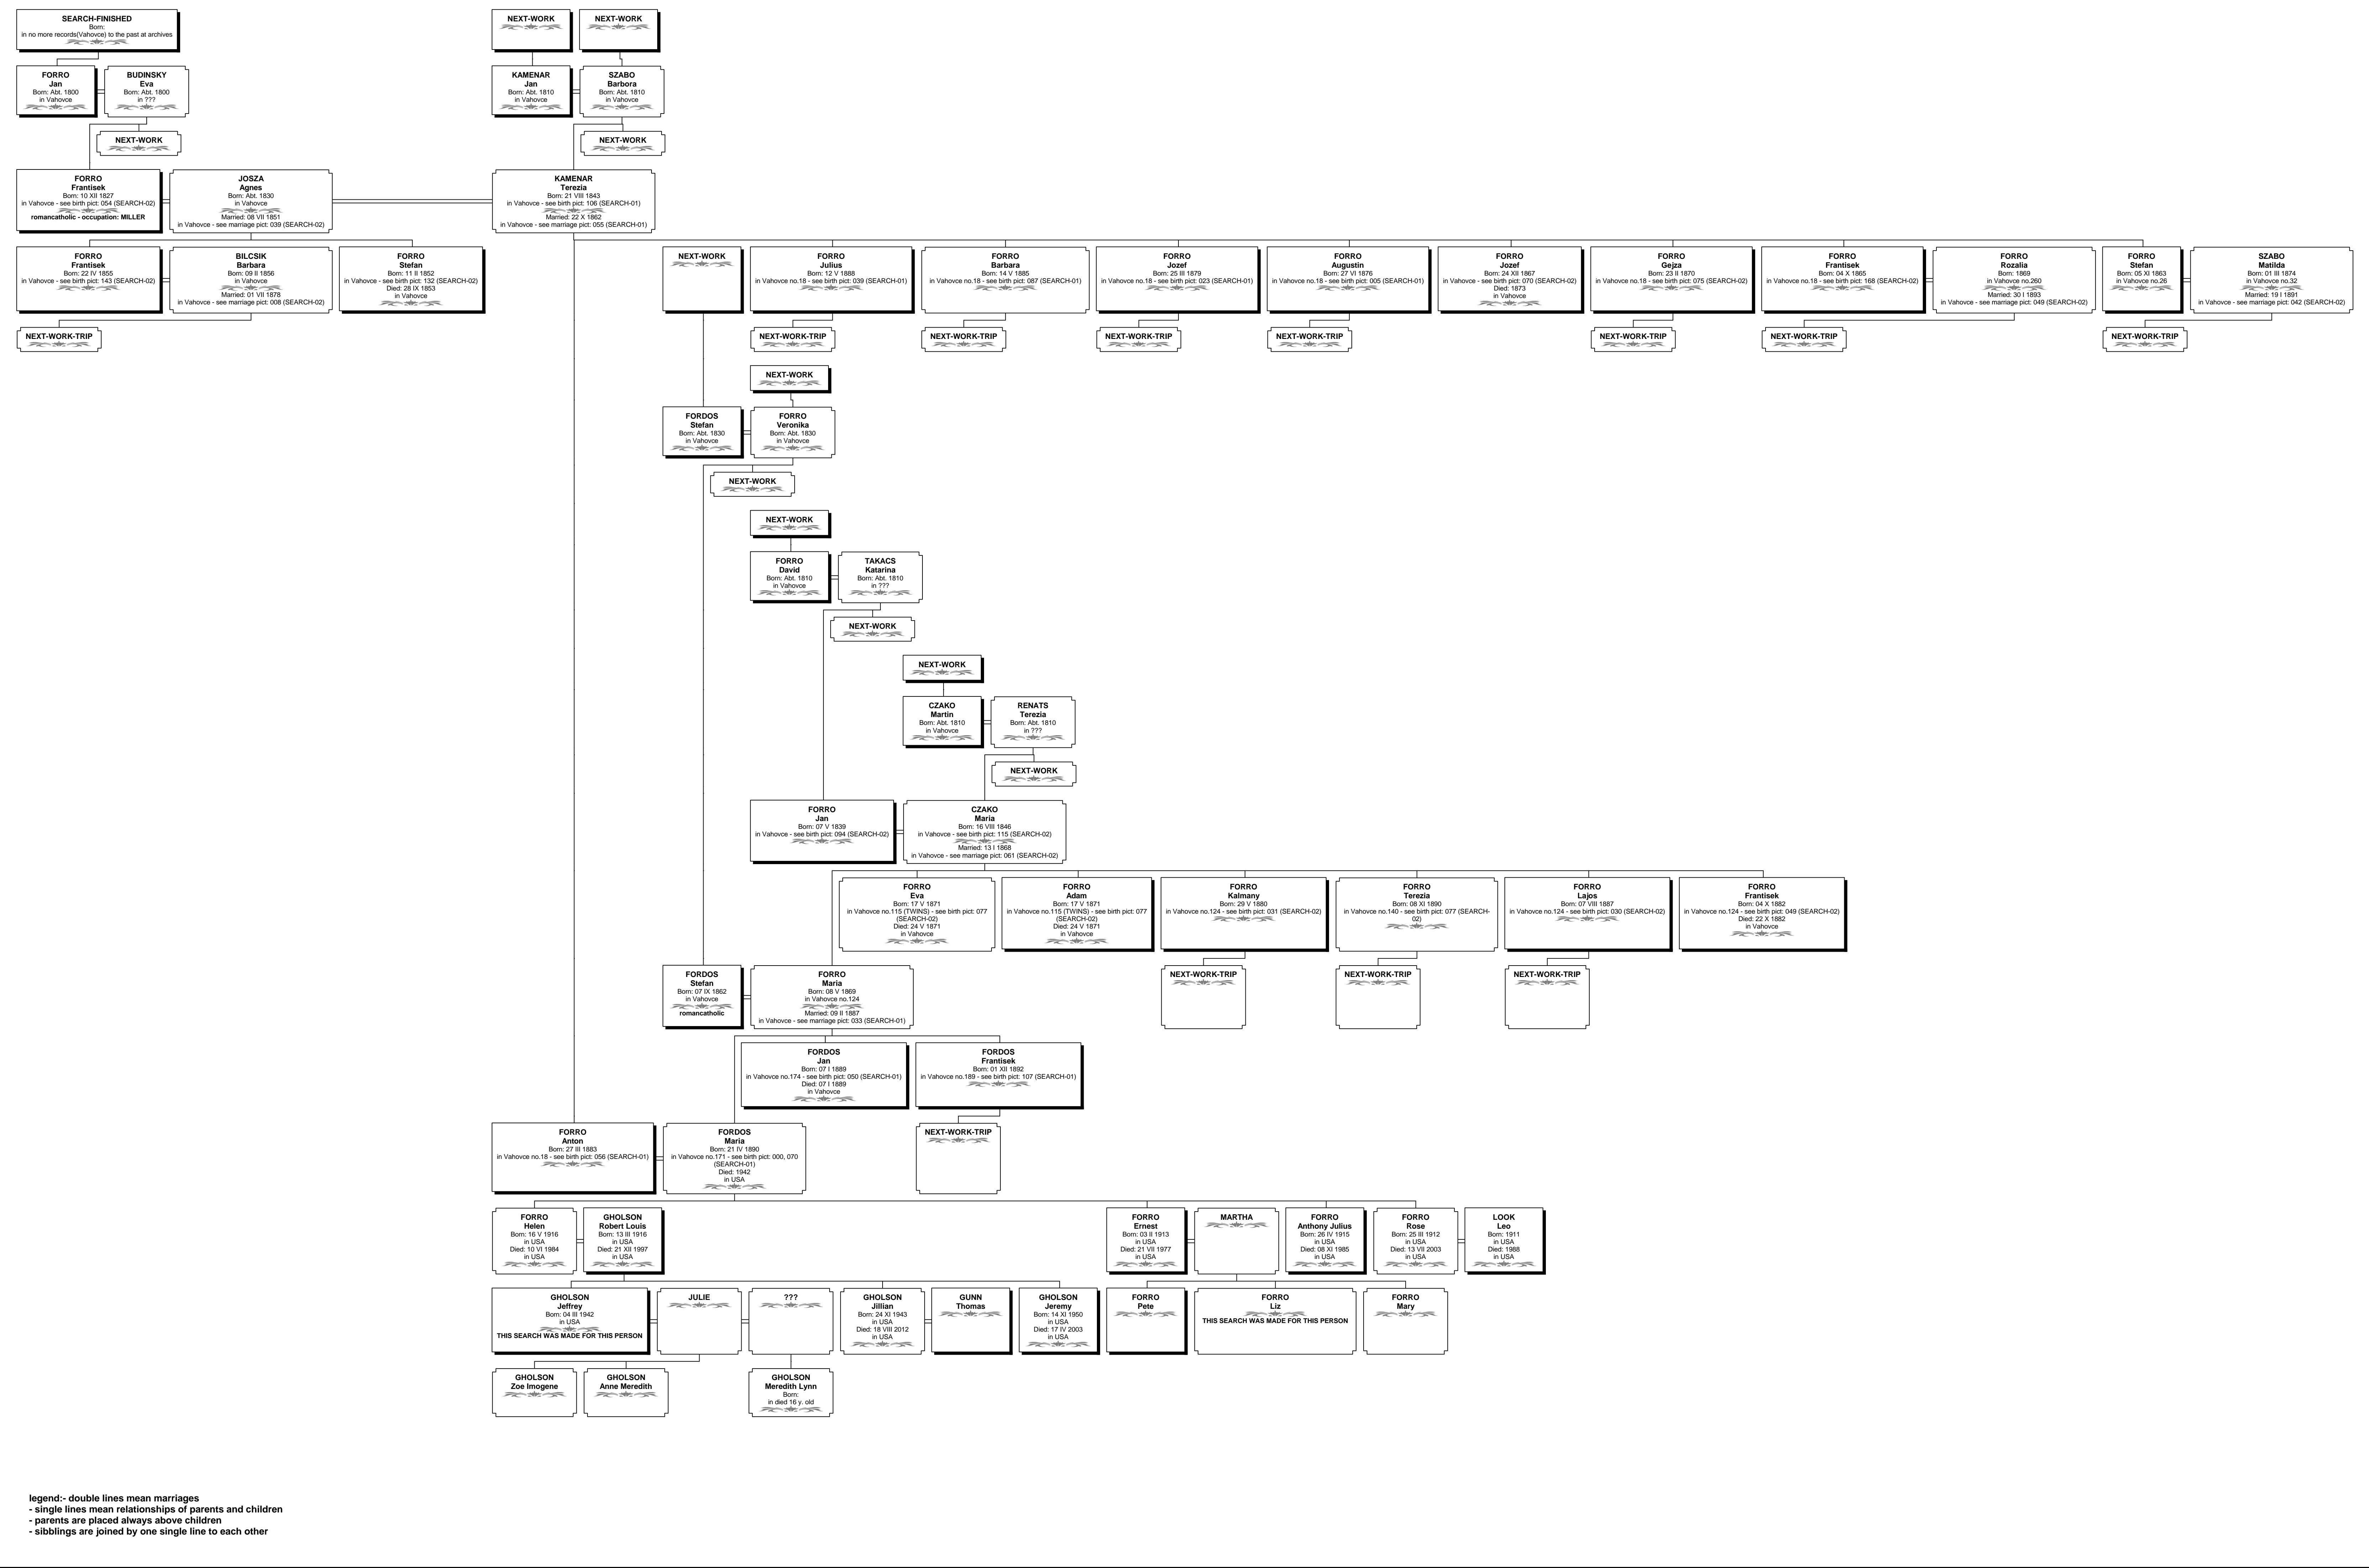 SEARCH-FINISHED
Born:
in no more records(Vahovce) to the past at archives
NEXT-WORK
NEXT-WORK
FORRO
Jan
Born: Abt. 1800
in Vahovce
BUDINSKY
Eva
Born: Abt. 1800
in ???
KAMENAR
Jan
Born: Abt. 1810
in Vahovce
SZABO
Barbora
Born: Abt. 1810
in Vahovce
NEXT-WORK
NEXT-WORK
FORRO
Frantisek
Born: 10 XII 1827
in Vahovce - see birth pict: 054 (SEARCH-02)
romancatholic - occupation: MILLER
JOSZA
Agnes
Born: Abt. 1830
in Vahovce
Married: 08 VII 1851
in Vahovce - see marriage pict: 039 (SEARCH-02)
KAMENAR
Terezia
Born: 21 VIII 1843
in Vahovce - see birth pict: 106 (SEARCH-01)
Married: 22 X 1862
in Vahovce - see marriage pict: 055 (SEARCH-01)
FORRO
Frantisek
Born: 22 IV 1855
in Vahovce - see birth pict: 143 (SEARCH-02)
BILCSIK
Barbara
Born: 09 II 1856
in Vahovce
Married: 01 VII 1878
in Vahovce - see marriage pict: 008 (SEARCH-02)
FORRO
Stefan
Born: 11 II 1852
in Vahovce - see birth pict: 132 (SEARCH-02)
Died: 28 IX 1853
in Vahovce
NEXT-WORK
FORRO
Julius
Born: 12 V 1888
in Vahovce no.18 - see birth pict: 039 (SEARCH-01)
FORRO
Barbara
Born: 14 V 1885
in Vahovce no.18 - see birth pict: 087 (SEARCH-01)
FORRO
Jozef
Born: 25 III 1879
in Vahovce no.18 - see birth pict: 023 (SEARCH-01)
FORRO
Augustin
Born: 27 VI 1876
in Vahovce no.18 - see birth pict: 005 (SEARCH-01)
FORRO
Jozef
Born: 24 XII 1867
in Vahovce - see birth pict: 070 (SEARCH-02)
Died: 1873
in Vahovce
FORRO
Gejza
Born: 23 II 1870
in Vahovce no.18 - see birth pict: 075 (SEARCH-02)
FORRO
Frantisek
Born: 04 X 1865
in Vahovce no.18 - see birth pict: 168 (SEARCH-02)
FORRO
Rozalia
Born: 1869
in Vahovce no.260
Married: 30 I 1893
in Vahovce - see marriage pict: 049 (SEARCH-02)
FORRO
Stefan
Born: 05 XI 1863
in Vahovce no.26
SZABO
Matilda
Born: 01 III 1874
in Vahovce no.32
Married: 19 I 1891
in Vahovce - see marriage pict: 042 (SEARCH-02)
NEXT-WORK-TRIP
NEXT-WORK-TRIP
NEXT-WORK-TRIP
NEXT-WORK-TRIP
NEXT-WORK-TRIP
NEXT-WORK-TRIP
NEXT-WORK-TRIP
NEXT-WORK-TRIP
NEXT-WORK
FORDOS
Stefan
Born: Abt. 1830
in Vahovce
FORRO
Veronika
Born: Abt. 1830
in Vahovce
NEXT-WORK
NEXT-WORK
FORRO
David
Born: Abt. 1810
in Vahovce
TAKACS
Katarina
Born: Abt. 1810
in ???
NEXT-WORK
NEXT-WORK
CZAKO
Martin
Born: Abt. 1810
in Vahovce
RENATS
Terezia
Born: Abt. 1810
in ???
NEXT-WORK
FORRO
Jan
Born: 07 V 1839
in Vahovce - see birth pict: 094 (SEARCH-02)
CZAKO
Maria
Born: 16 VIII 1846
in Vahovce - see birth pict: 115 (SEARCH-02)
Married: 13 I 1868
in Vahovce - see marriage pict: 061 (SEARCH-02)
FORRO
Eva
Born: 17 V 1871
in Vahovce no.115 (TWINS) - see birth pict: 077
(SEARCH-02)
Died: 24 V 1871
in Vahovce
FORRO
Adam
Born: 17 V 1871
in Vahovce no.115 (TWINS) - see birth pict: 077
(SEARCH-02)
Died: 24 V 1871
in Vahovce
FORRO
Kalmany
Born: 29 V 1880
in Vahovce no.124 - see birth pict: 031 (SEARCH-02)
FORRO
Terezia
Born: 08 XI 1890
in Vahovce no.140 - see birth pict: 077 (SEARCH-
02)
FORRO
Lajos
Born: 07 VIII 1887
in Vahovce no.124 - see birth pict: 030 (SEARCH-02)
FORRO
Frantisek
Born: 04 X 1882
in Vahovce no.124 - see birth pict: 049 (SEARCH-02)
Died: 22 X 1882
in Vahovce
FORDOS
Stefan
Born: 07 IX 1862
in Vahovce
romancatholic
FORRO
Maria
Born: 08 V 1869
in Vahovce no.124
Married: 09 II 1887
in Vahovce - see marriage pict: 033 (SEARCH-01)
NEXT-WORK-TRIP
NEXT-WORK-TRIP
NEXT-WORK-TRIP
FORDOS
Jan
Born: 07 I 1889
in Vahovce no.174 - see birth pict: 050 (SEARCH-01)
Died: 07 I 1889
in Vahovce
FORDOS
Frantisek
Born: 01 XII 1892
in Vahovce no.189 - see birth pict: 107 (SEARCH-01)
FORRO
Anton
Born: 27 III 1883
in Vahovce no.18 - see birth pict: 056 (SEARCH-01)
FORDOS
Maria
Born: 21 IV 1890
in Vahovce no.171 - see birth pict: 000, 070
(SEARCH-01)
Died: 1942
in USA
NEXT-WORK-TRIP
FORRO
Helen
Born: 16 V 1916
in USA
Died: 10 VI 1984
in USA
GHOLSON
Robert Louis
Born: 13 III 1916
in USA
Died: 21 XII 1997
in USA
FORRO
Ernest
Born: 03 II 1913
in USA
Died: 21 VII 1977
in USA
MARTHA
FORRO
Anthony Julius
Born: 26 IV 1915
in USA
Died: 08 XI 1985
in USA
FORRO
Rose
Born: 25 III 1912
in USA
Died: 13 VII 2003
in USA
LOOK
Leo
Born: 1911
in USA
Died: 1988
in USA
GHOLSON
Jeffrey
Born: 04 III 1942
in USA
THIS SEARCH WAS MADE FOR THIS PERSON
JULIE
???
GHOLSON
Jillian
Born: 24 XI 1943
in USA
Died: 18 VIII 2012
in USA
GUNN
Thomas
GHOLSON
Jeremy
Born: 14 XI 1950
in USA
Died: 17 IV 2003
in USA
FORRO
Pete
FORRO
Liz
THIS SEARCH WAS MADE FOR THIS PERSON
FORRO
Mary
GHOLSON
Zoe Imogene
GHOLSON
Anne Meredith
GHOLSON
Meredith Lynn
Born:
in died 16 y. old
legend:- double lines mean marriages
- single lines mean relationships of parents and children
- parents are placed always above children
- sibblings are joined by one single line to each other